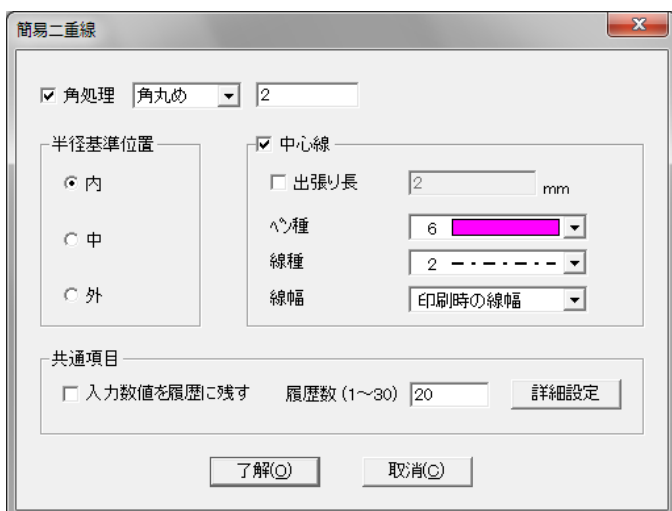 簡易二重線
角処理 角丸め 2
半径基準位置
内
中
外
中心線
出張り長 2 mm
ペン種 6
線種 2
線幅 印刷時の線幅
共通項目
入力数値を履歴に残す 履歴数(1～30) 20 詳細設定
了解(O) 取消(C)